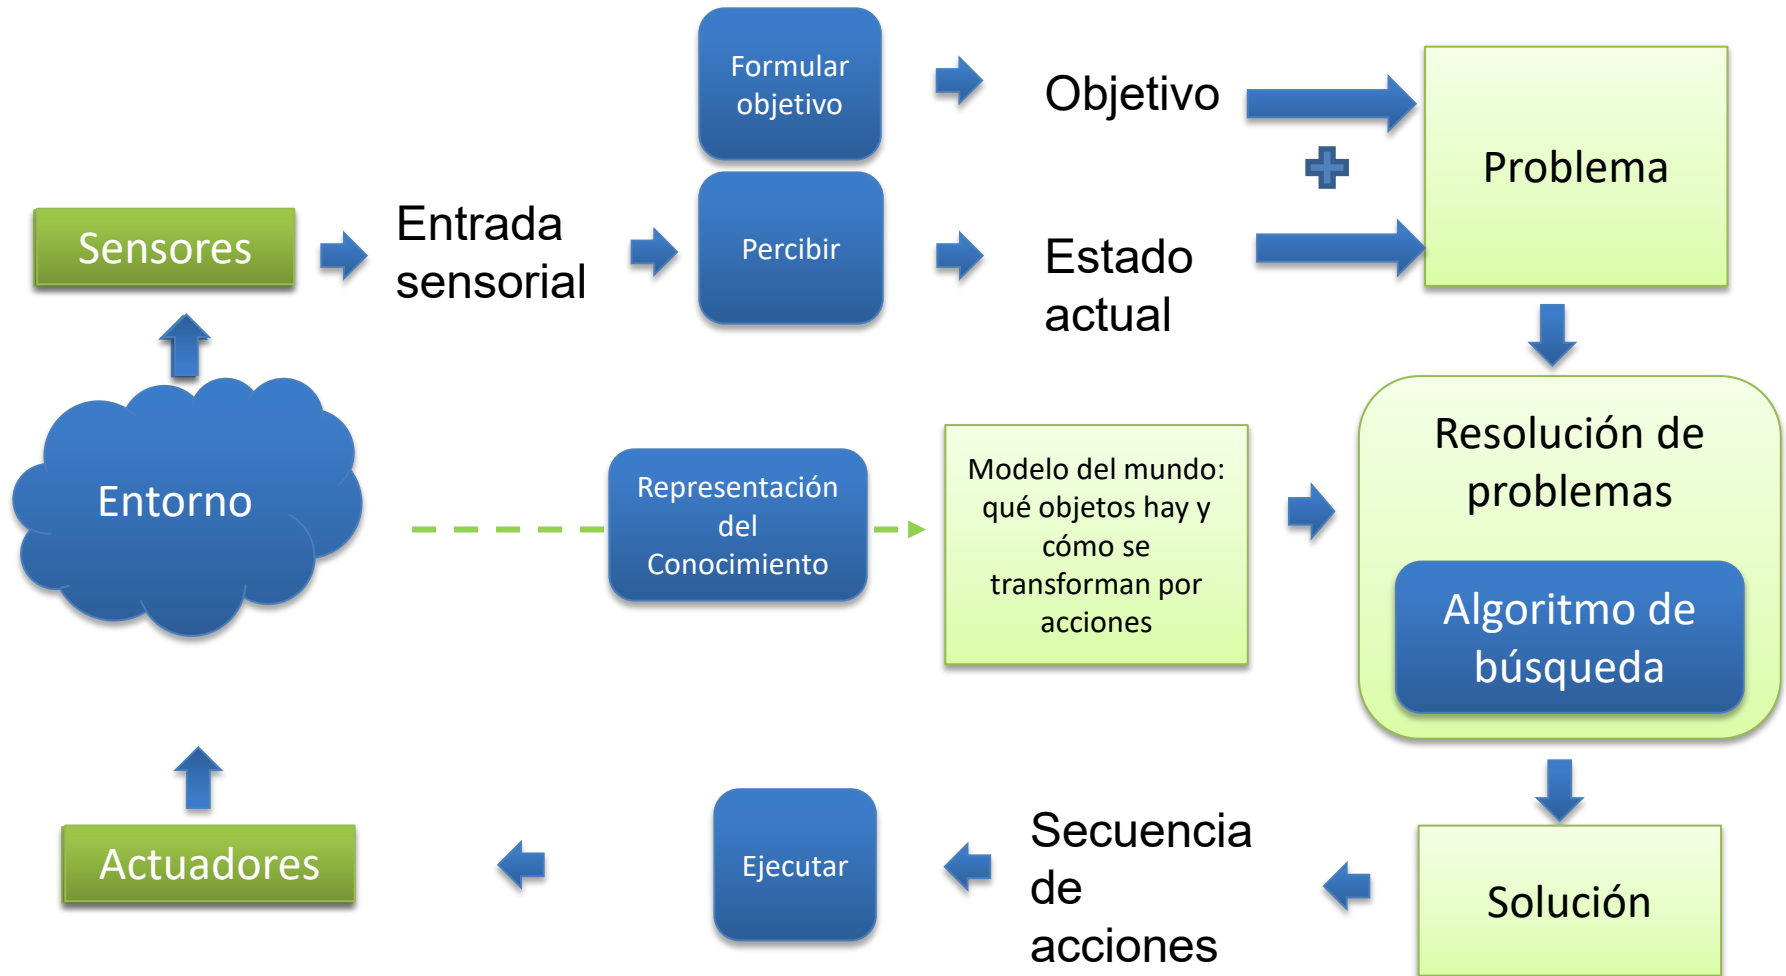 Formular
objetivo
Objetivo
Problema
Sensores
Entrada
sensorial
Percibir
Estado
actual
Entorno
Representación
del
Conocimiento
Modelo del mundo:
qué objetos hay y
cómo se
transforman por
acciones
Resolución de
problemas
Algoritmo de
búsqueda
Actuadores
Ejecutar
Secuencia
de
acciones
Solución